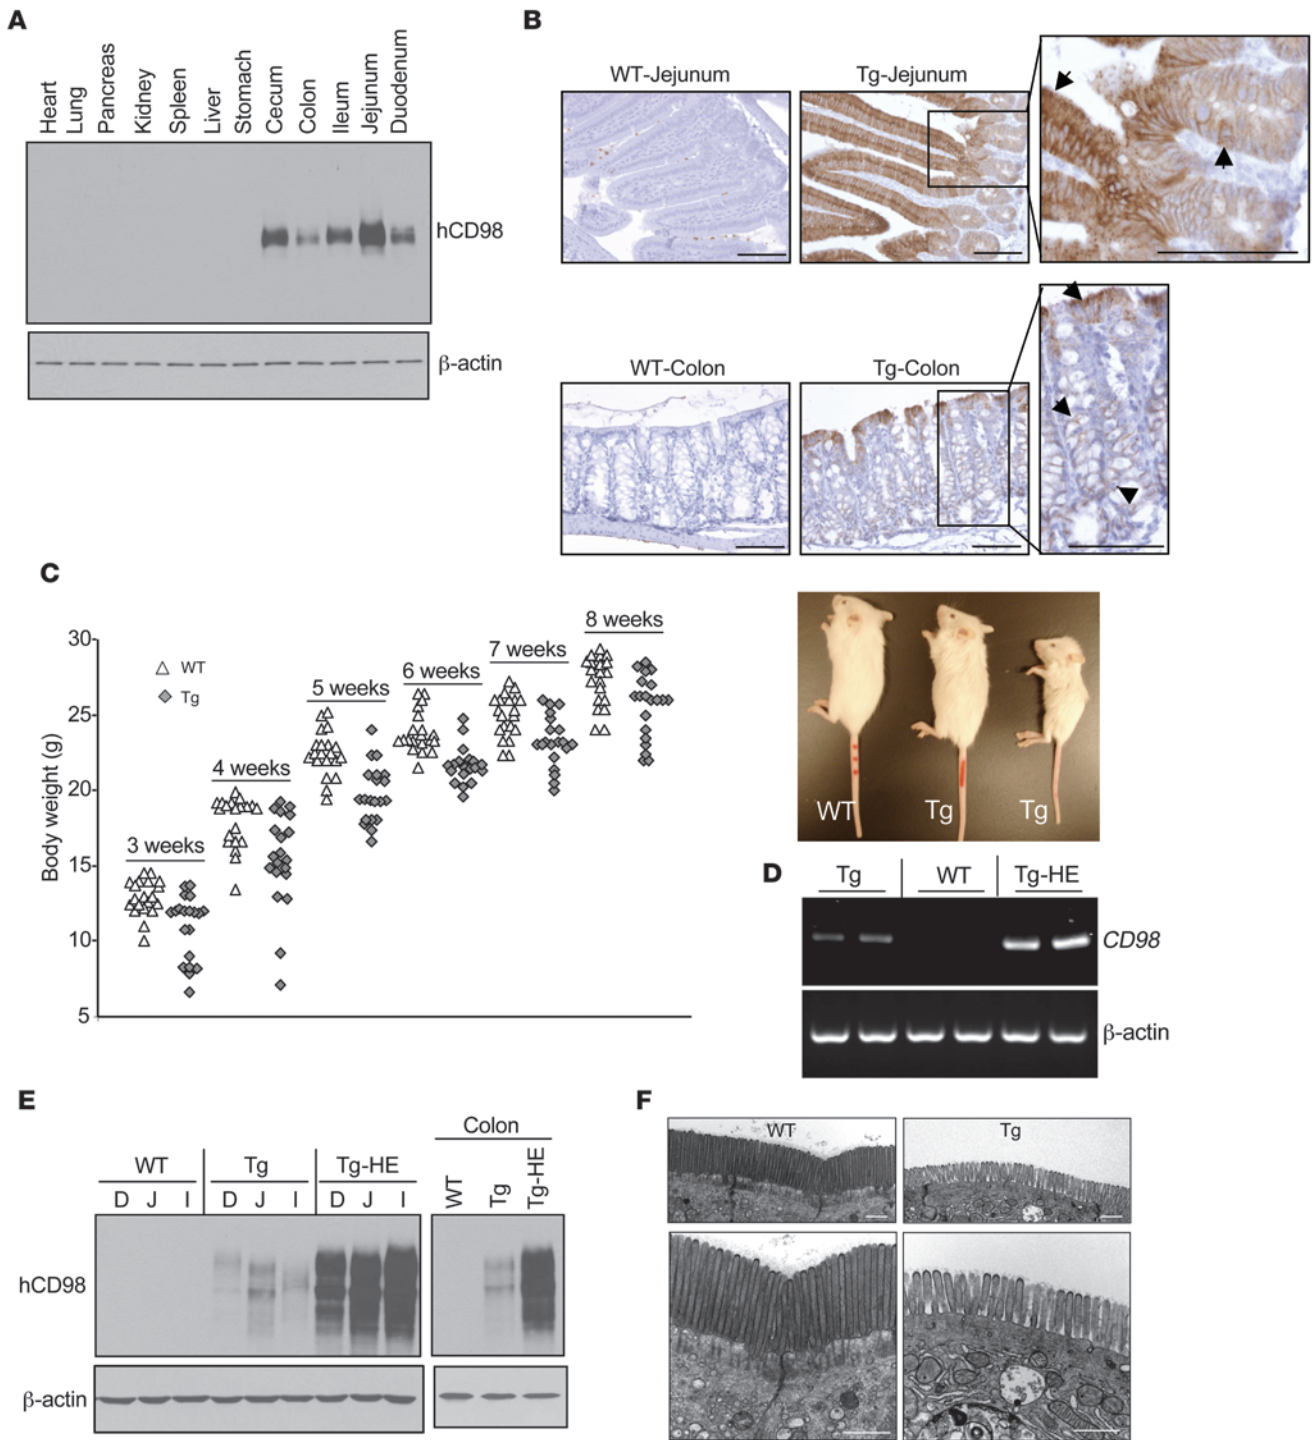 A
Heart
Lung
Pancreas
Kidney
Spleen
Liver
Stomach
Cecum
Colon
Ileum
Jejunum
Duodenum
hCD98
β-actin
B
WT-Jejunum
Tg-Jejunum
WT-Colon
Tg-Colon
C
Body weight (g)
30
25
20
15
10
5
WT
Tg
3 weeks
4 weeks
5 weeks
6 weeks
7 weeks
8 weeks
WT
Tg
Tg
D
Tg
WT
Tg-HE
CD98
β-actin
E
WT
Tg
Tg-HE
D J I
D J I
D J I
Colon
WT
Tg
Tg-HE
hCD98
β-actin
F
WT
Tg